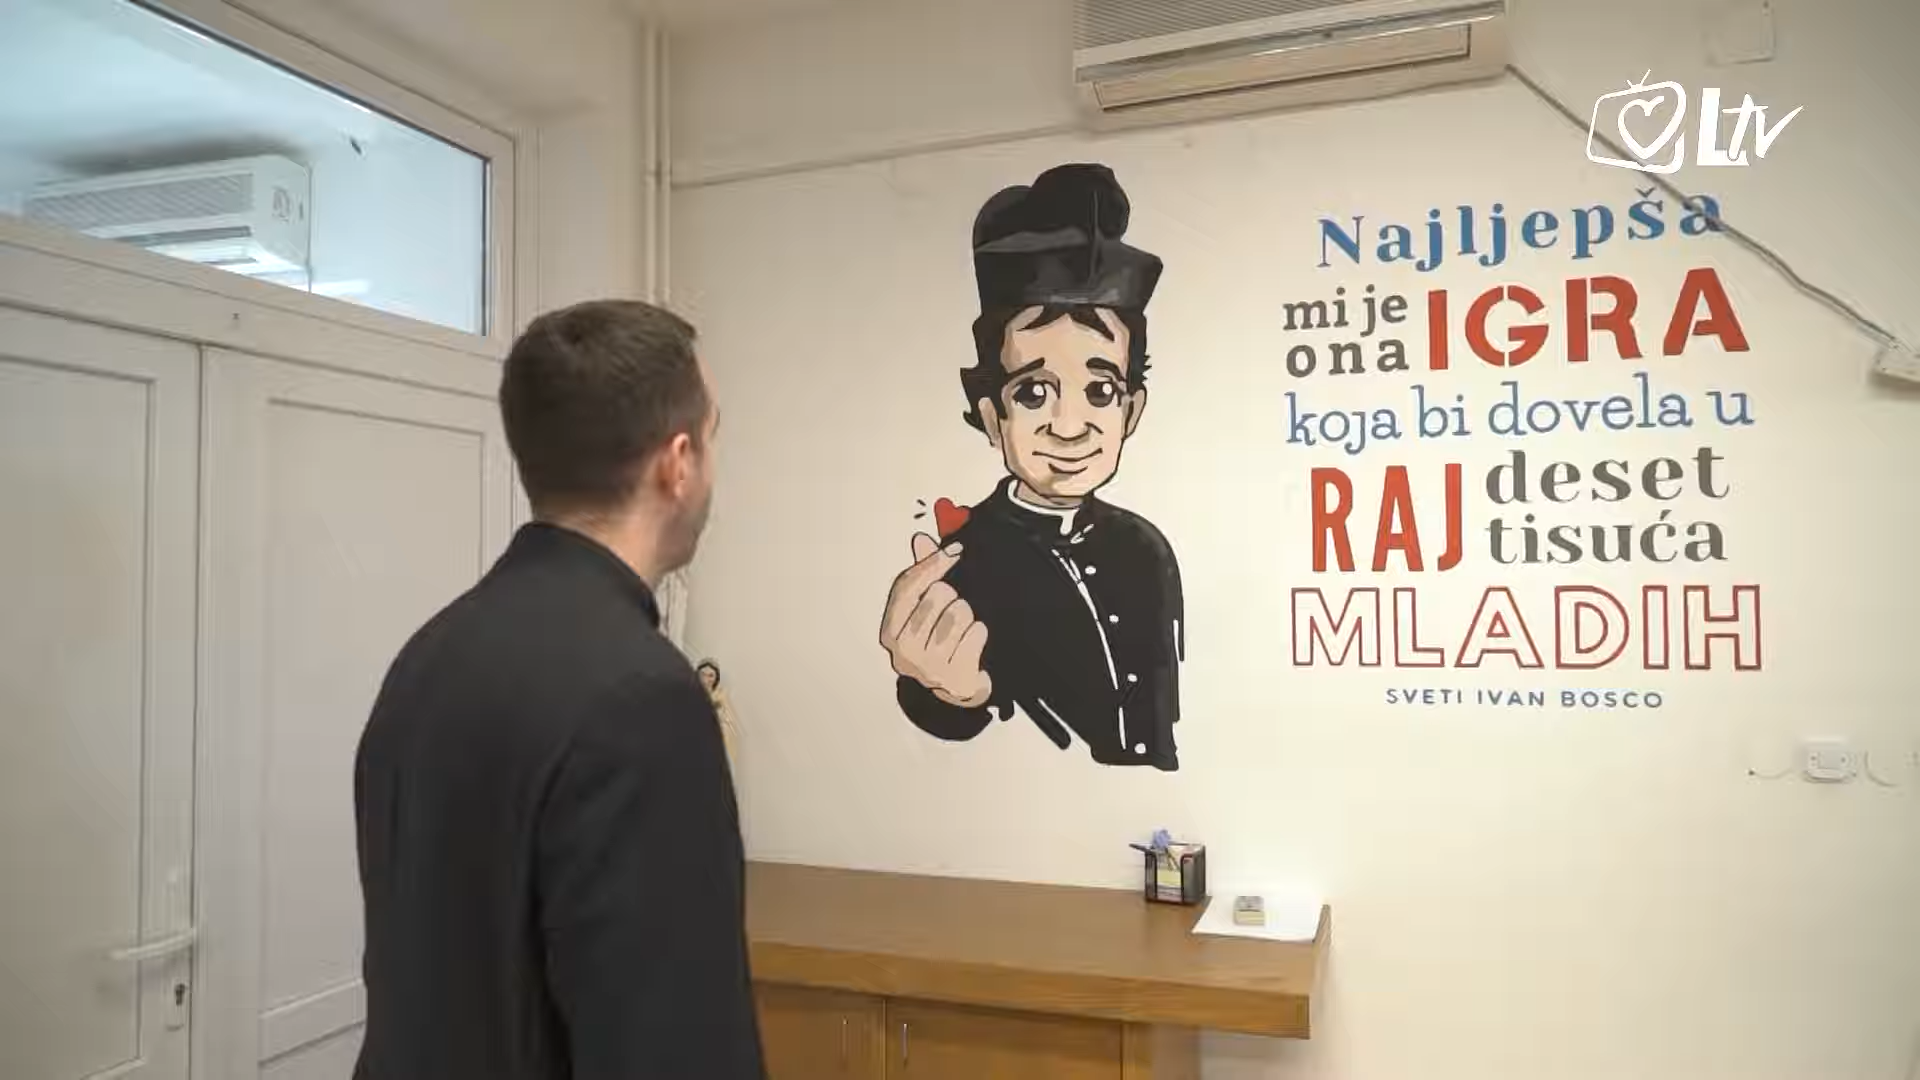 Ltv
Najljepša
mi je
ona IGRA
koja bi dovela u
RAJ deset
tisuća
MLADIH
SVETI IVAN BOSCO